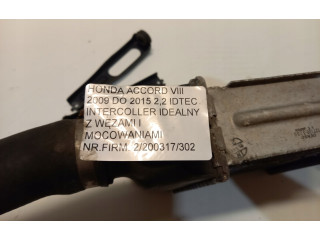 HONDA ACCORD VIII
2009 DO 2015 2,2 IDTEC
INTERCOLLER IDEALNY
Z WĘŻAMI I
MOCOWANIAMI
NR.FIRM. 2/200317/302